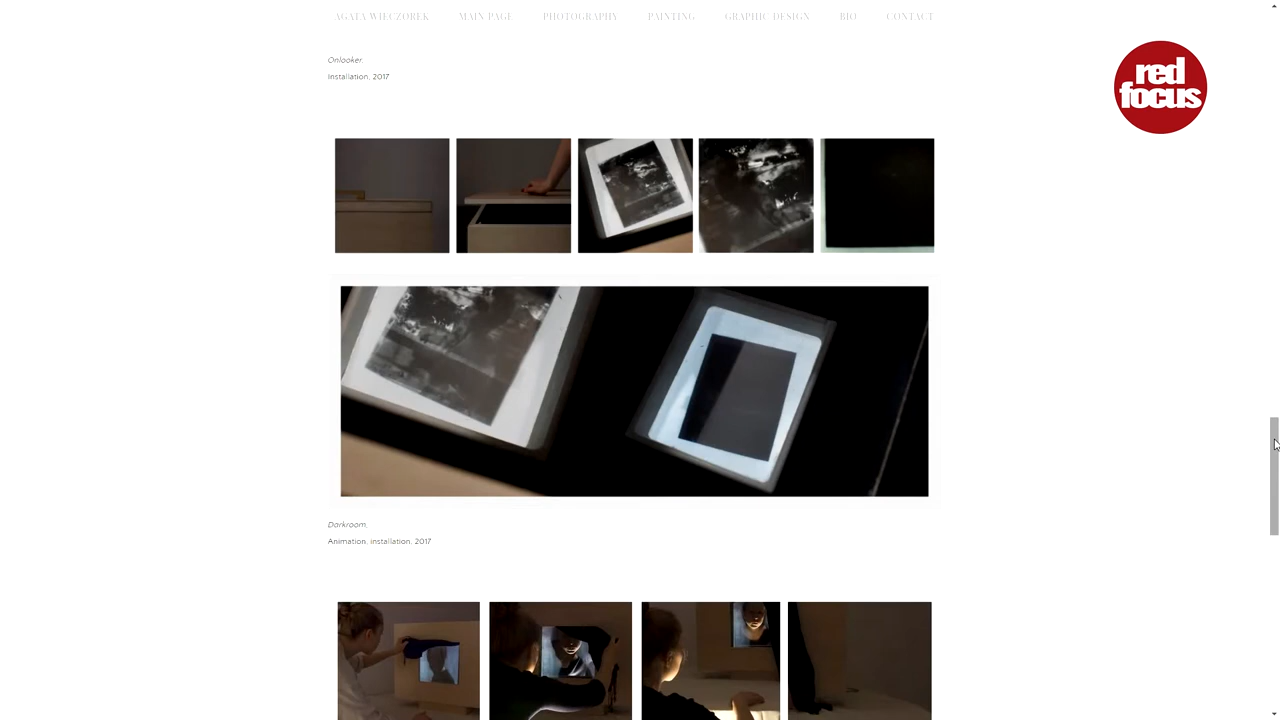 AGATA WIECZOREK MAIN PAGE PHOTOGRAPHY PAINTING GRAPHIC DESIGN BIO CONTACT
red
focus
Onlooker.
Installation, 2017
Darkroom,
Animation, installation. 2017